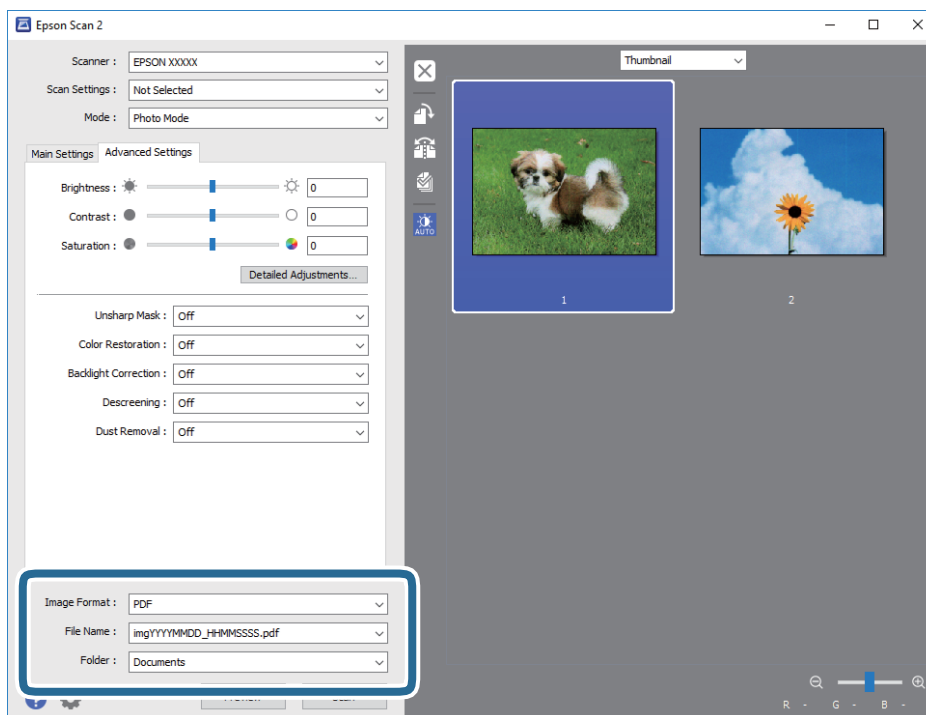 Epson Scan 2
Scanner : EPSON XXXXX
Scan Settings : Not Selected
Mode : Photo Mode
Main Settings Advanced Settings
Brightness : 0
Contrast : 0
Saturation : 0
Detailed Adjustments...
Unsharp Mask : Off
Color Restoration : Off
Backlight Correction : Off
Descreening : Off
Dust Removal : Off
Image Format : PDF
File Name : imgYYYYMMDD_HHMMSSSS.pdf
Folder : Documents
Thumbnail
AUTO
1
2
R - G - B -